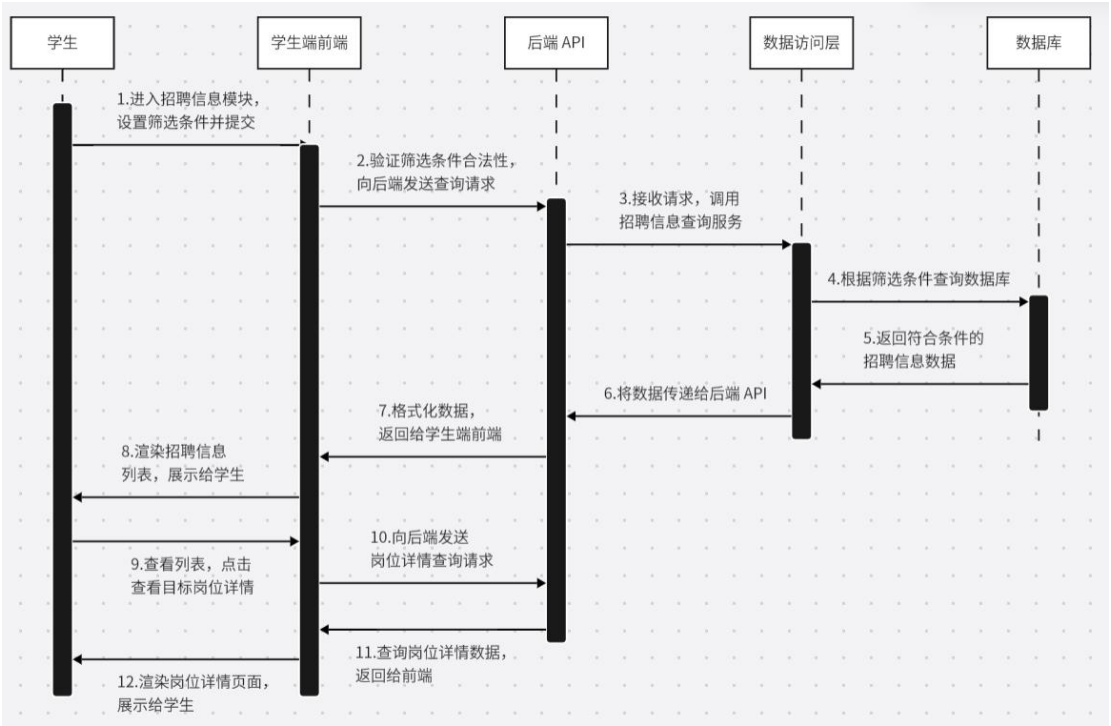 学生
学生端前端
后端 API
数据访问层
数据库
1.进入招聘信息模块，
设置筛选条件并提交
2.验证筛选条件合法性，
向后端发送查询请求
3.接收请求，调用
招聘信息查询服务
4.根据筛选条件查询数据库
5.返回符合条件的
招聘信息数据
6.将数据传递给后端 API
7.格式化数据，
返回给学生端前端
8.渲染招聘信息
列表，展示给学生
9.查看列表，点击
查看目标岗位详情
10.向后端发送
岗位详情查询请求
11.查询岗位详情数据，
返回给前端
12.渲染岗位详情页面，
展示给学生